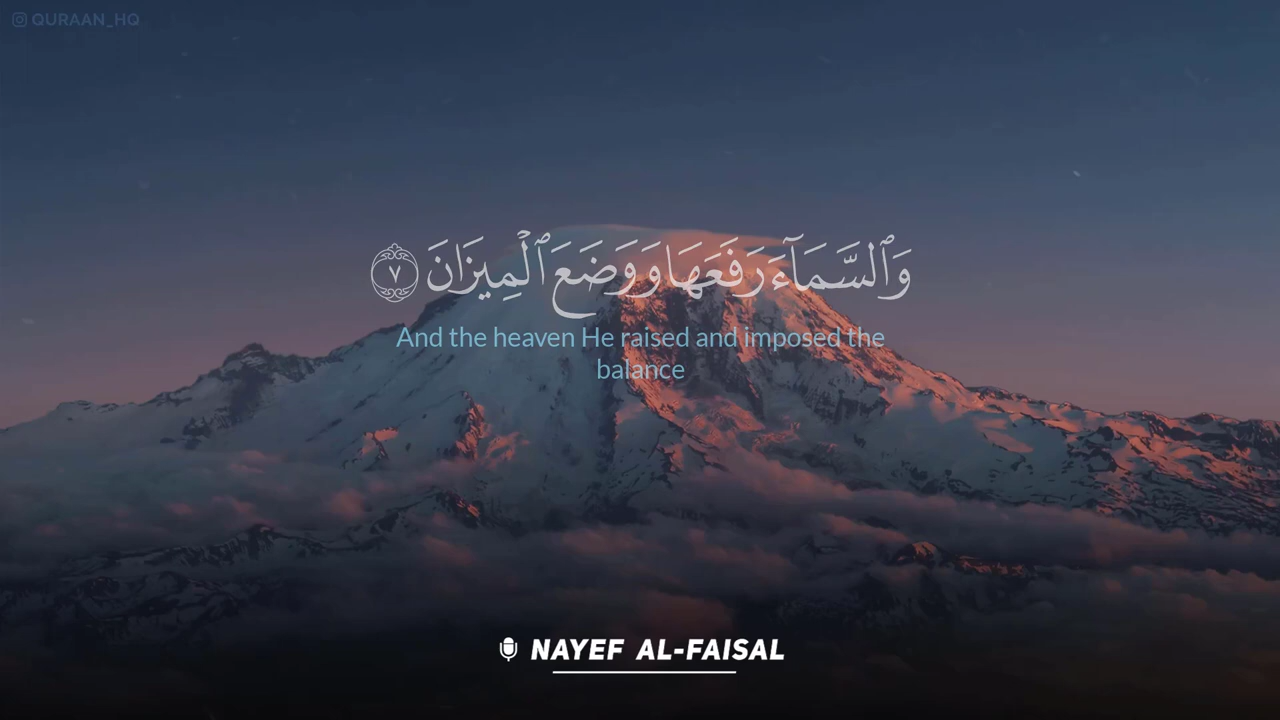 QURAAN_HQ
وَٱلسَّمَآءَ رَفَعَهَا وَوَضَعَ ٱلْمِيزَانَ ٧
And the heaven He raised and imposed the
balance
NAYEF AL-FAISAL